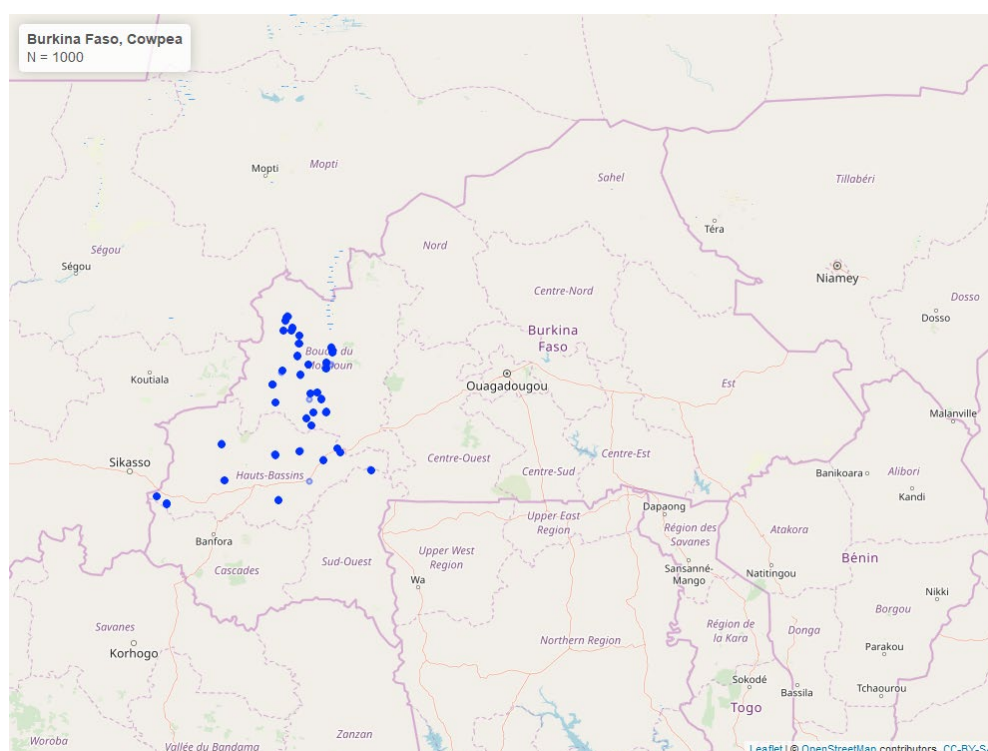 Burkina Faso, Cowpea
N = 1000
Mopti
Mopti
Sahel
Tillabéri
Téra
Ségou
Ségou
Nord
Niamey
Centre-Nord
Dosso
Dosso
Burkina
Faso
Koutiala
Ouagadougou
Est
Malanville
Sikasso
Hauts-Bassins
Centre-Ouest
Centre-Sud
Centre-Est
Banikoara
Alibori
Kandi
Dapaong
Upper East
Region
Région des
Savanes
Atakora
Banfora
Cascades
Sud-Ouest
Upper West
Region
Wa
Sansanné-
Mango
Natitingou
Bénin
Nikki
Borgou
Savanes
Korhogo
Northern Region
Région de
la Kara
Donga
Parakou
Sokodé
Bassila
Tchaourou
Togo
Zanzan
Woroba
Vallée du Bandama
Leaflet | © OpenStreetMap contributors, CC-BY-S